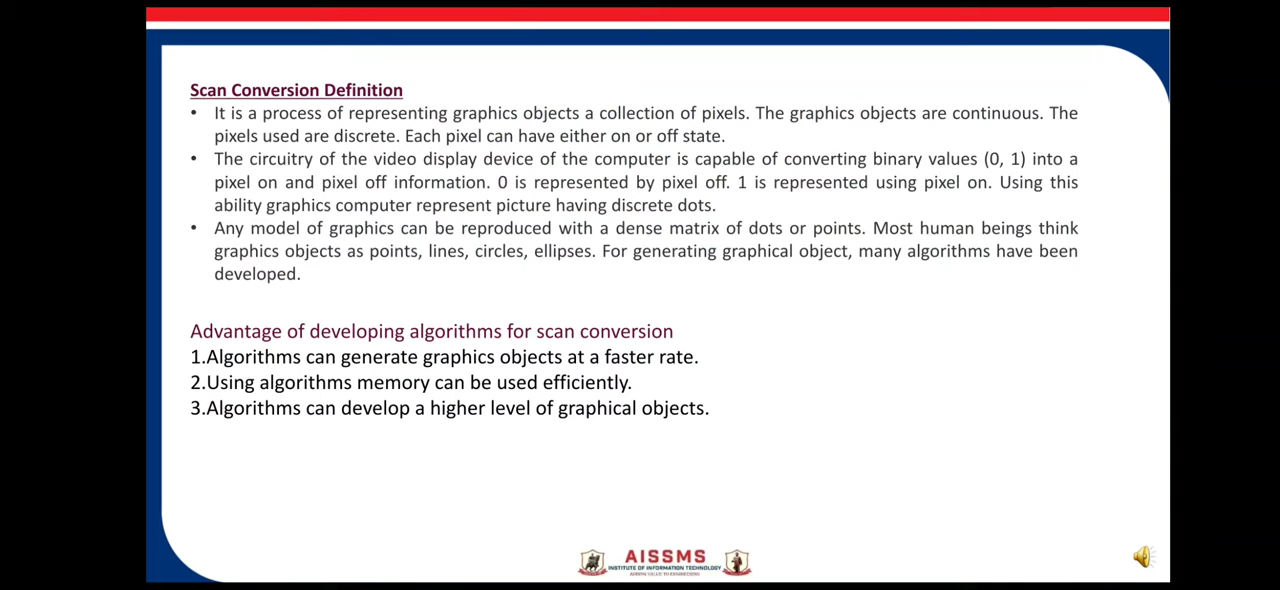 Scan Conversion Definition
• It is a process of representing graphics objects a collection of pixels. The graphics objects are continuous. The
pixels used are discrete. Each pixel can have either on or off state.
• The circuitry of the video display device of the computer is capable of converting binary values (0, 1) into a
pixel on and pixel off information. 0 is represented by pixel off. 1 is represented using pixel on. Using this
ability graphics computer represent picture having discrete dots.
• Any model of graphics can be reproduced with a dense matrix of dots or points. Most human beings think
graphics objects as points, lines, circles, ellipses. For generating graphical object, many algorithms have been
developed.
Advantage of developing algorithms for scan conversion
1.Algorithms can generate graphics objects at a faster rate.
2.Using algorithms memory can be used efficiently.
3.Algorithms can develop a higher level of graphical objects.
AISSMS
INSTITUTE OF INFORMATION TECHNOLOGY
ADDING VALUE TO ENGINEERING